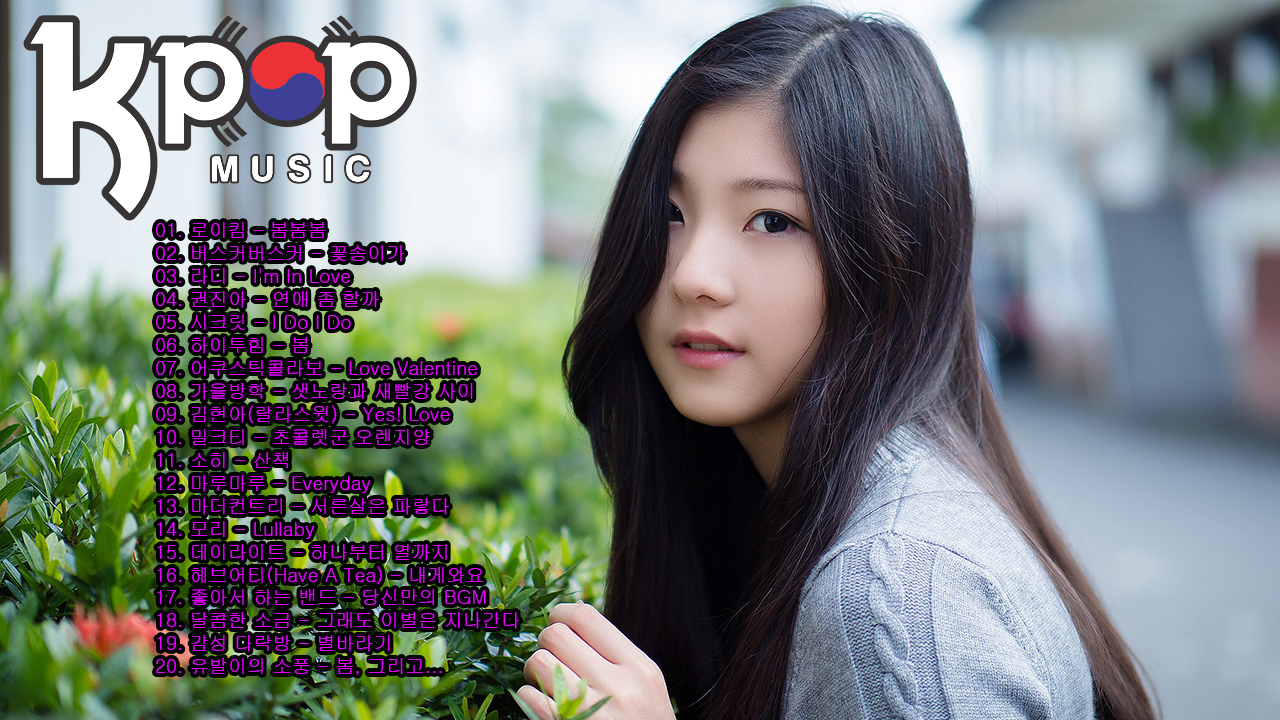 Kpop
MUSIC
01. 로이킴 - 봄봄봄
02. 버스커버스커 - 꽃송이가
03. 라디 - I'm In Love
04. 권진아 - 연애 좀 할까
05. 시크릿 - I Do I Do
06. 하이투힘 - 봄
07. 어쿠스틱콜라보 - Love Valentine
08. 가을방학 - 샛노랑과 새빨강 사이
09. 김현아(랄라스윗) - Yes! Love
10. 밀크티 - 초콜렛군 오렌지양
11. 소히 - 산책
12. 마루마루 - Everyday
13. 마더컨트리 - 서른살은 파랗다
14. 모리 - Lullaby
15. 데이라이트 - 하나부터 열까지
16. 헤브어티(Have A Tea) - 내게와요
17. 좋아서 하는 밴드 - 당신만의 BGM
18. 달콤한 소금 - 그래도 이별은 지나간다
19. 감성 다락방 - 별바라기
20. 유발이의 소풍 - 봄, 그리고...